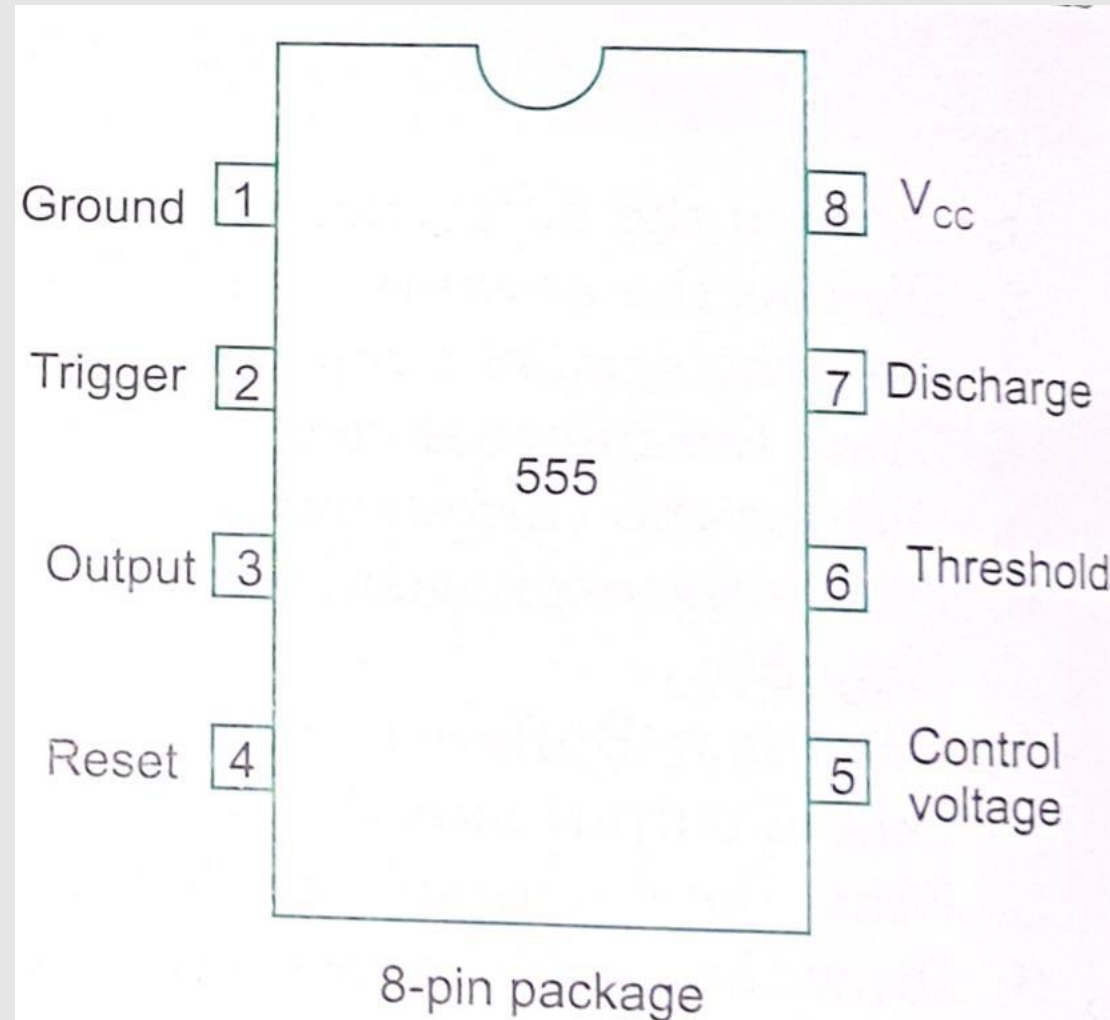 Ground 1
8 VCC
Trigger 2
7 Discharge
555
Output 3
6 Threshold
Reset 4
5 Control
voltage
8-pin package